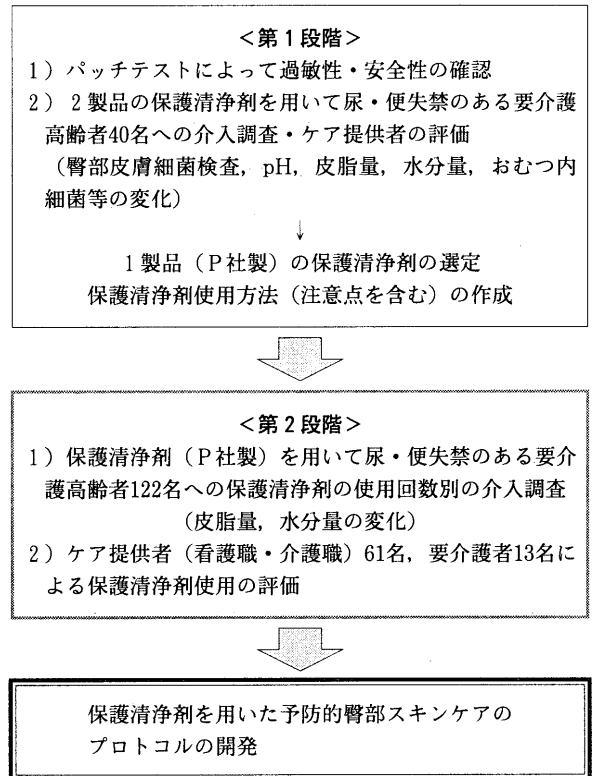 ＜第１段階＞
１）パッチテストによって過敏性・安全性の確認
２）２製品の保護清浄剤を用いて尿・便失禁のある要介護
高齢者40名への介入調査・ケア提供者の評価
（臀部皮膚細菌検査，pH，皮脂量，水分量，おむつ内
細菌等の変化）
↓
１製品（Ｐ社製）の保護清浄剤の選定
保護清浄剤使用方法（注意点を含む）の作成
＜第２段階＞
１）保護清浄剤（Ｐ社製）を用いて尿・便失禁のある要介
護高齢者122名への保護清浄剤の使用回数別の介入調査
（皮脂量，水分量の変化）
２）ケア提供者（看護職・介護職）61名，要介護者13名に
よる保護清浄剤使用の評価
保護清浄剤を用いた予防的臀部スキンケアの
プロトコルの開発